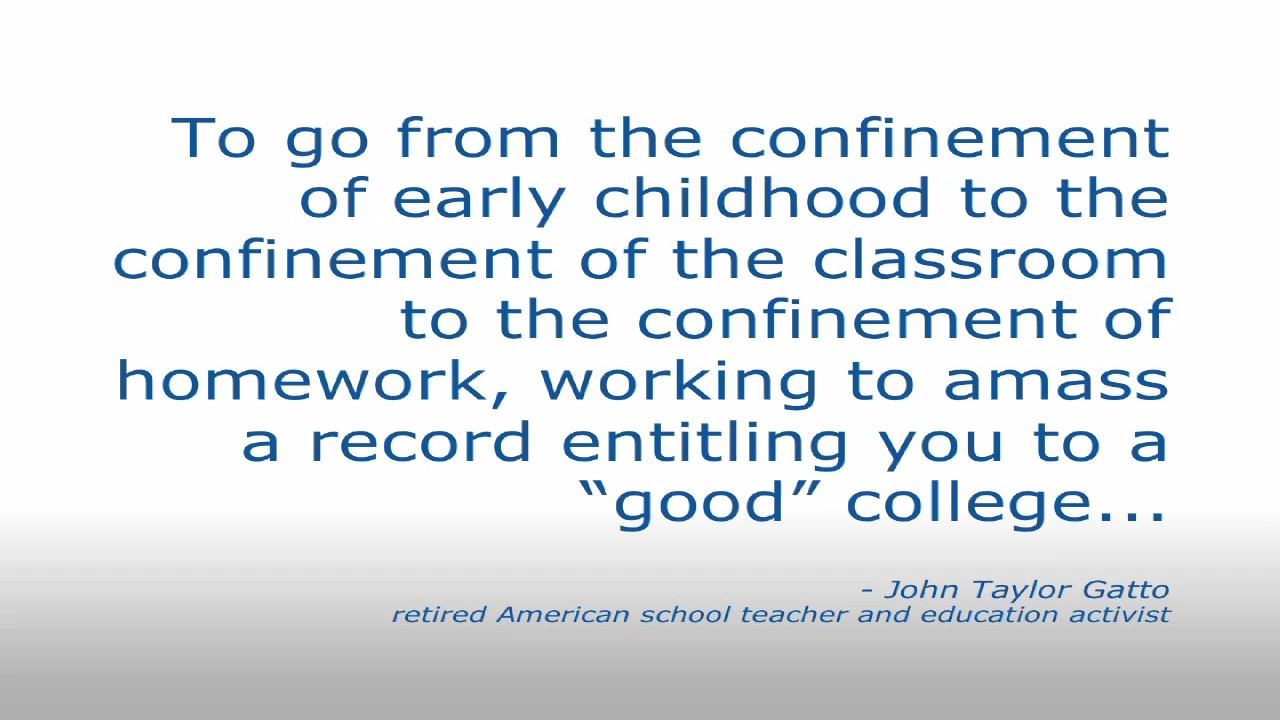 To go from the confinement
of early childhood to the
confinement of the classroom
to the confinement of
homework, working to amass
a record entitling you to a
“good” college...
- John Taylor Gatto
retired American school teacher and education activist